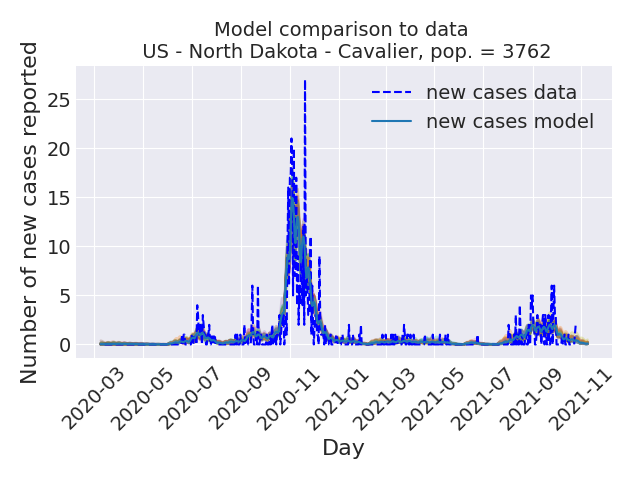 Model comparison to data
US - North Dakota - Cavalier, pop. = 3762
Number of new cases reported
25
20
15
10
5
0
new cases data
new cases model
2020-03
2020-05
2020-07
2020-09
2020-11
2021-01
2021-03
2021-05
2021-07
2021-09
2021-11
Day